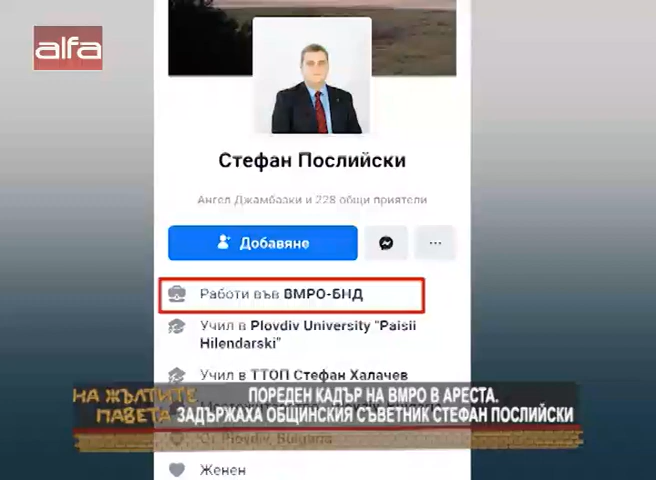 alfa
Стефан Послийски
Ангел Джамбазки и 228 общи приятели
Добавяне
Работи във ВМРО-БНД
Учил в Plovdiv University "Paisii
Hilendarski"
Учил в ТТОП Стефан Халачев
НА ЖЪЛТИТЕ
ПАВЕТА
ПОРЕДЕН КАДЪР НА ВМРО В АРЕСТА.
ЗАДЪРЖАХА ОБЩИНСКИЯ СЪВЕТНИК СТЕФАН ПОСЛИЙСКИ
От Plovdiv, Bulgaria
Женен